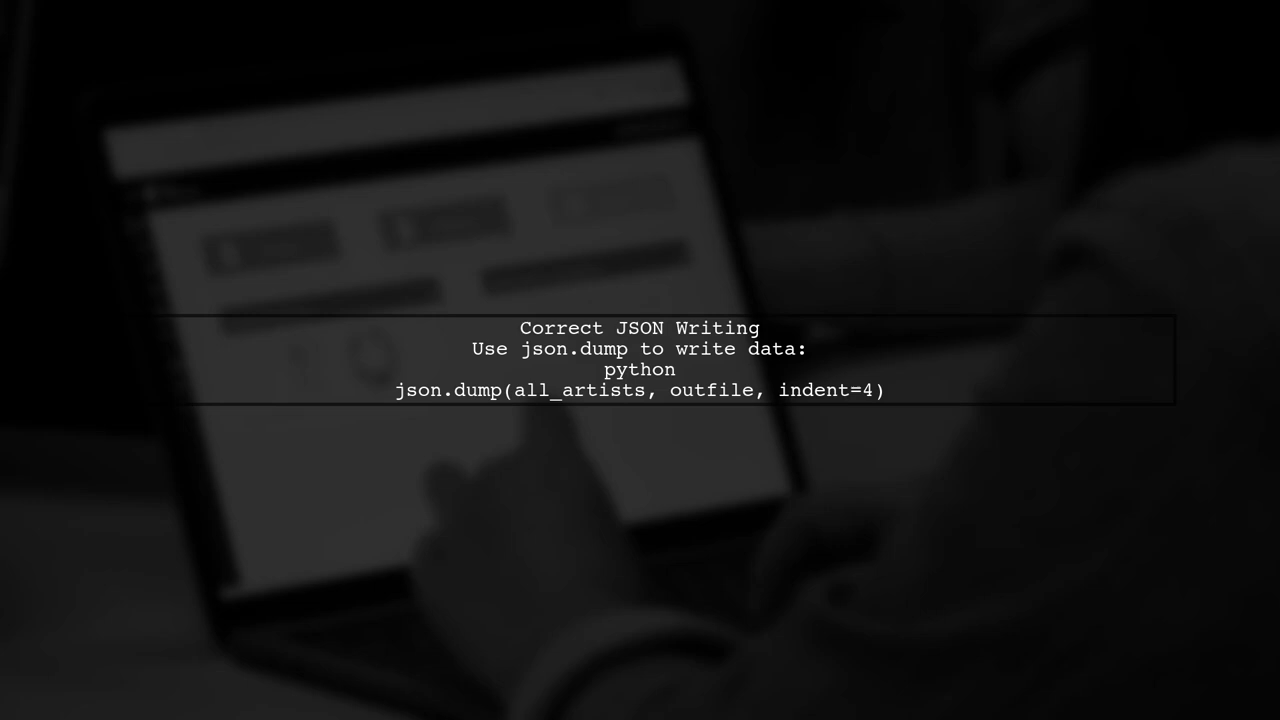 Correct JSON Writing
Use json.dump to write data:
python
json.dump(all_artists, outfile, indent=4)